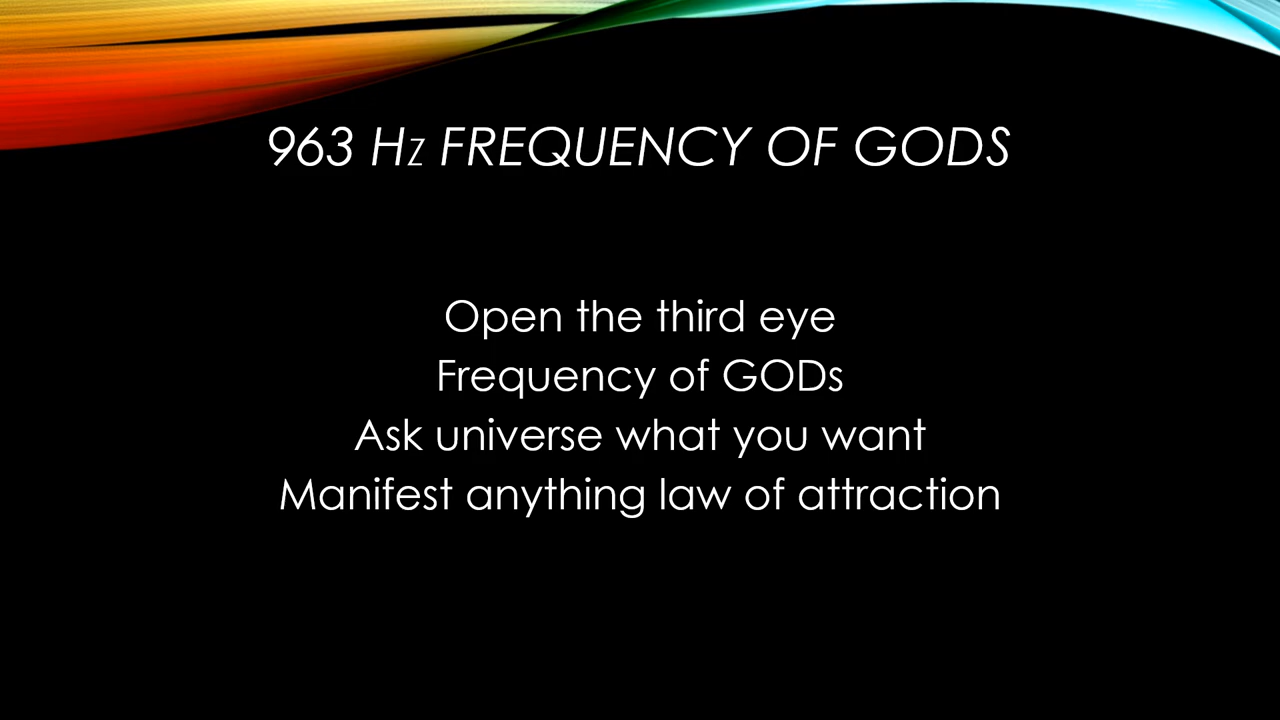 963 Hz FREQUENCY OF GODS
Open the third eye
Frequency of GODs
Ask universe what you want
Manifest anything law of attraction